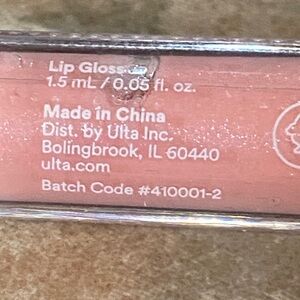 Lip Gloss
1.5 mL / 0.05 fl. oz.
Made in China
Dist. by Ulta Inc.
Bolingbrook, IL 60440
ulta.com
Batch Code #410001-2